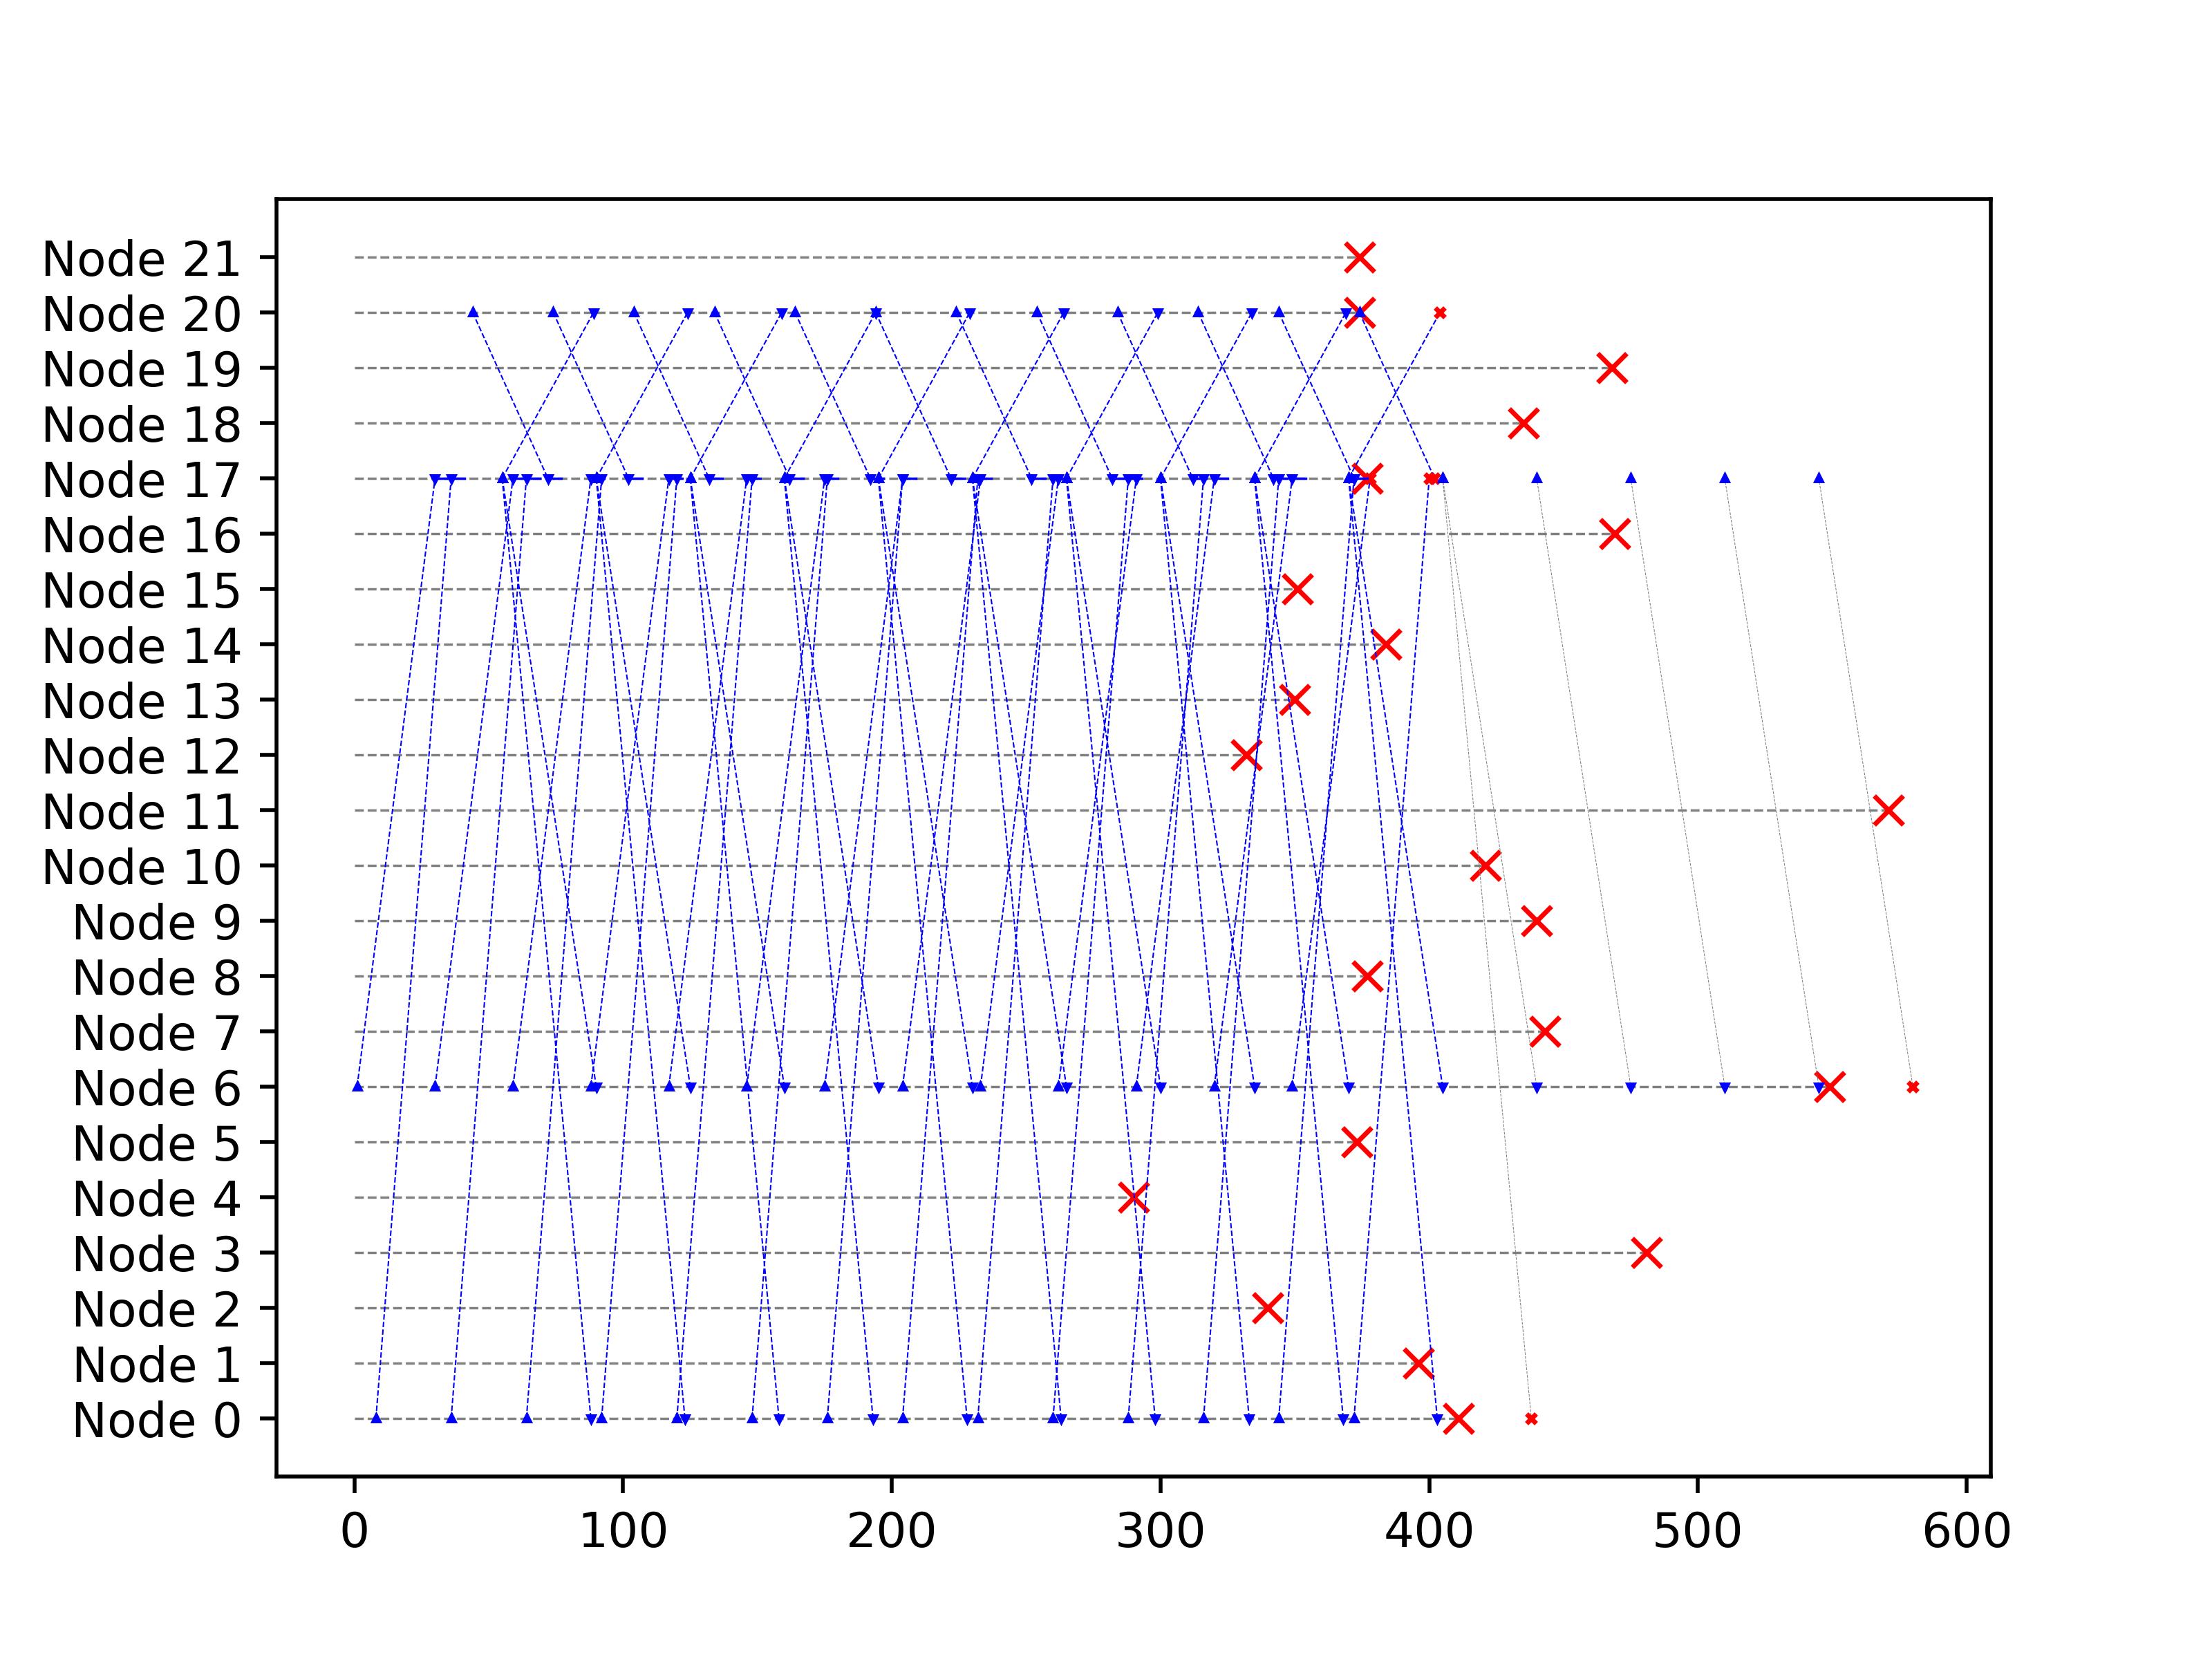 Node 21
Node 20
Node 19
Node 18
Node 17
Node 16
Node 15
Node 14
Node 13
Node 12
Node 11
Node 10
Node 9
Node 8
Node 7
Node 6
Node 5
Node 4
Node 3
Node 2
Node 1
Node 0
0 100 200 300 400 500 600